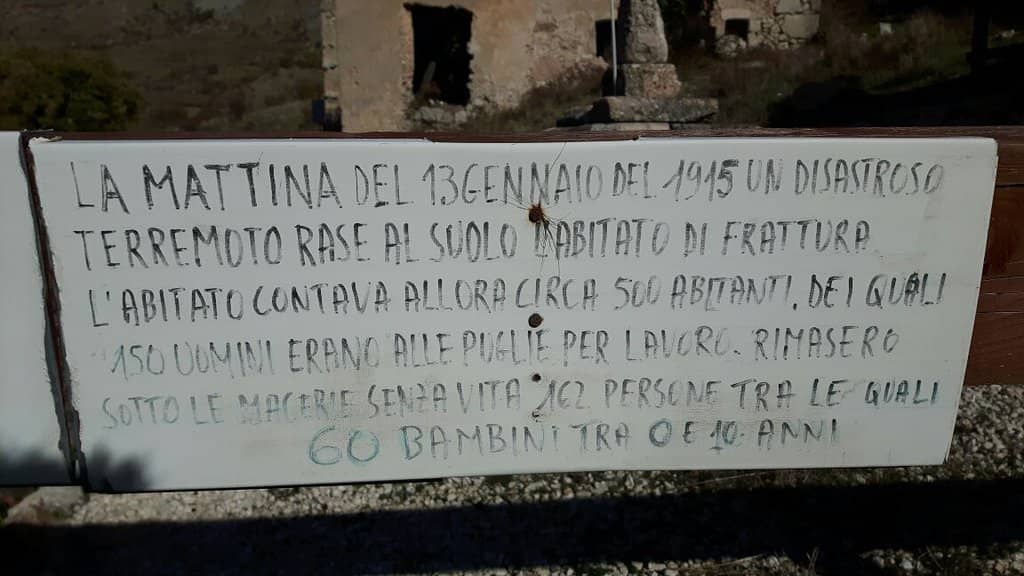 LA MATTINA DEL 13 GENNAIO DEL 1915 UN DISASTROSO
TERREMOTO RASE AL SUOLO L'ABITATO DI FRATTURA
L'ABITATO CONTAVA ALLORA CIRCA 500 ABITANTI. DEI QUALI
150 UOMINI ERANO ALLE PUGLIE PER LAVORO. RIMASERO
SOTTO LE MACERIE SENZA VITA 162 PERSONE TRA LE QUALI
60 BAMBINI TRA 0 E 10 ANNI